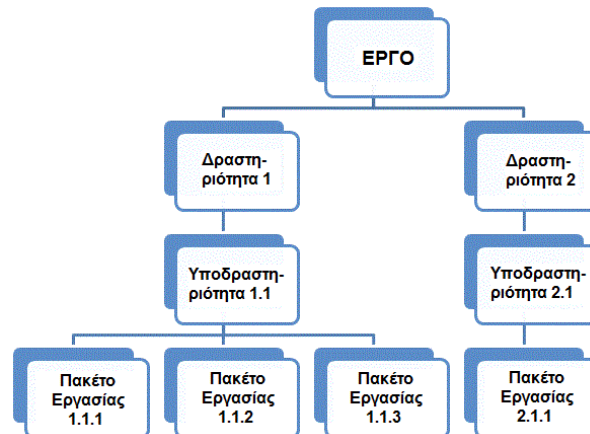 ΕΡΓΟ
Δραστη-
ριότητα 1
Δραστη-
ριότητα 2
Υποδραστη-
ριότητα 1.1
Υποδραστη-
ριότητα 2.1
Πακέτο
Εργασίας
1.1.1
Πακέτο
Εργασίας
1.1.2
Πακέτο
Εργασίας
1.1.3
Πακέτο
Εργασίας
2.1.1